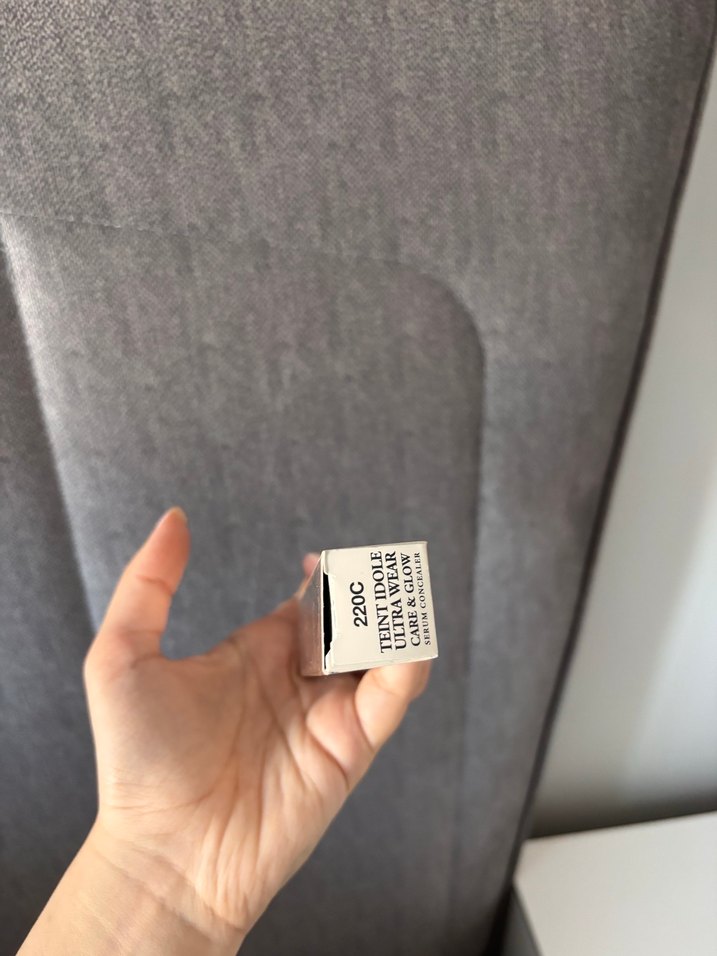 220C
TEINT IDOLE
ULTRA WEAR
CARE & GLOW
SERUM CONCEALER